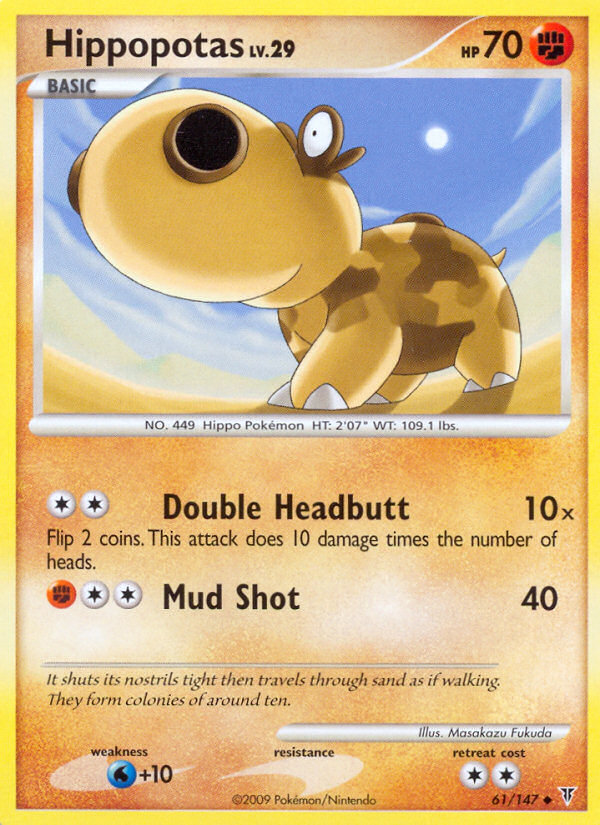 Hippopotas LV.29
HP 70
BASIC
NO. 449 Hippo Pokémon HT: 2'07" WT: 109.1 lbs.
Double Headbutt 10x
Flip 2 coins. This attack does 10 damage times the number of
heads.
Mud Shot 40
It shuts its nostrils tight then travels through sand as if walking.
They form colonies of around ten.
Illus. Masakazu Fukuda
weakness resistance retreat cost
+10
©2009 Pokémon/Nintendo 61/147